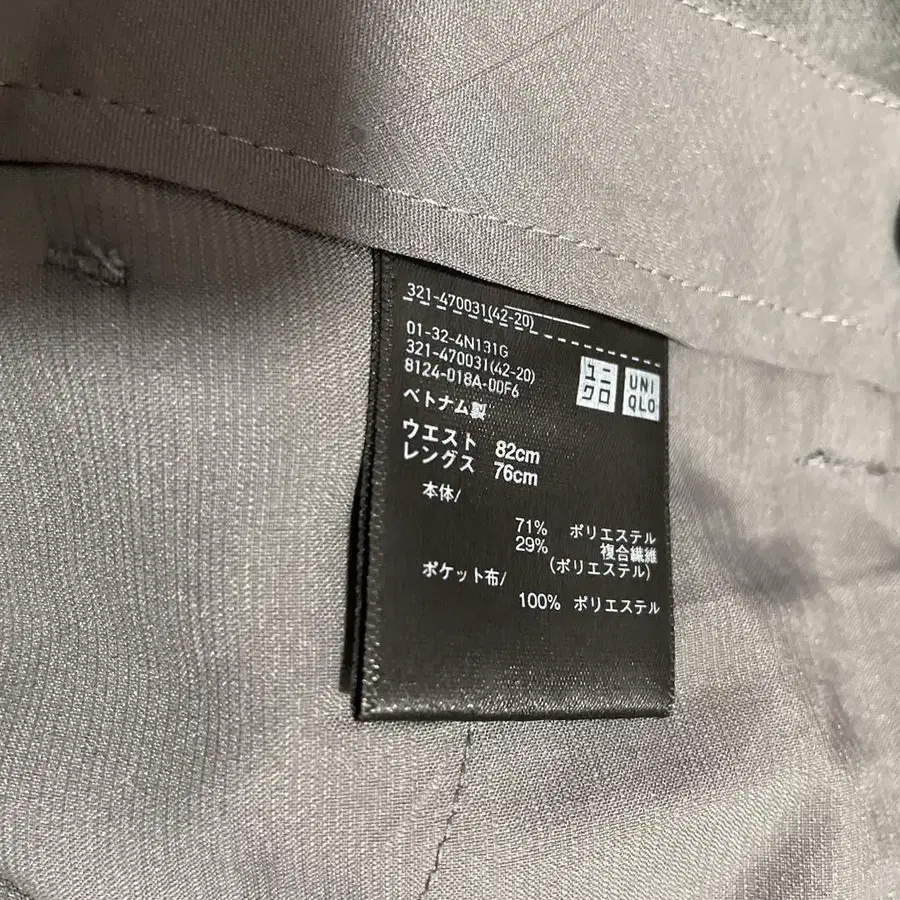 321-470031(42-20)
01-32-4N131G
321-470031(42-20)
8124-018A-00F6
ユニクロ
UNIQLO
ベトナム製
ウエスト 82cm
レングス 76cm
本体/
71% ポリエステル
29% 複合繊維
(ポリエステル)
ポケット布/
100% ポリエステル